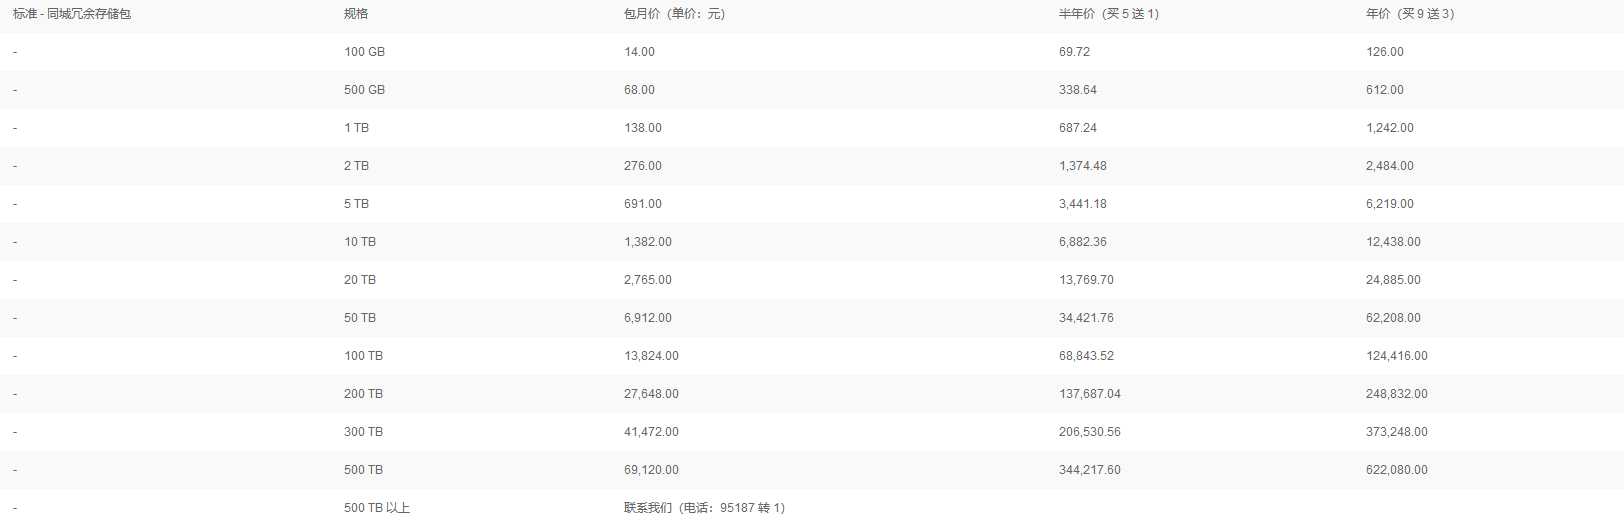 标准 - 同城冗余存储包 规格 包月价（单价：元） 半年价（买 5 送 1） 年价（买 9 送 3）
- 100 GB 14.00 69.72 126.00
- 500 GB 68.00 338.64 612.00
- 1 TB 138.00 687.24 1,242.00
- 2 TB 276.00 1,374.48 2,484.00
- 5 TB 691.00 3,441.18 6,219.00
- 10 TB 1,382.00 6,882.36 12,438.00
- 20 TB 2,765.00 13,769.70 24,885.00
- 50 TB 6,912.00 34,421.76 62,208.00
- 100 TB 13,824.00 68,843.52 124,416.00
- 200 TB 27,648.00 137,687.04 248,832.00
- 300 TB 41,472.00 206,530.56 373,248.00
- 500 TB 69,120.00 344,217.60 622,080.00
- 500 TB 以上 联系我们（电话：95187 转 1）